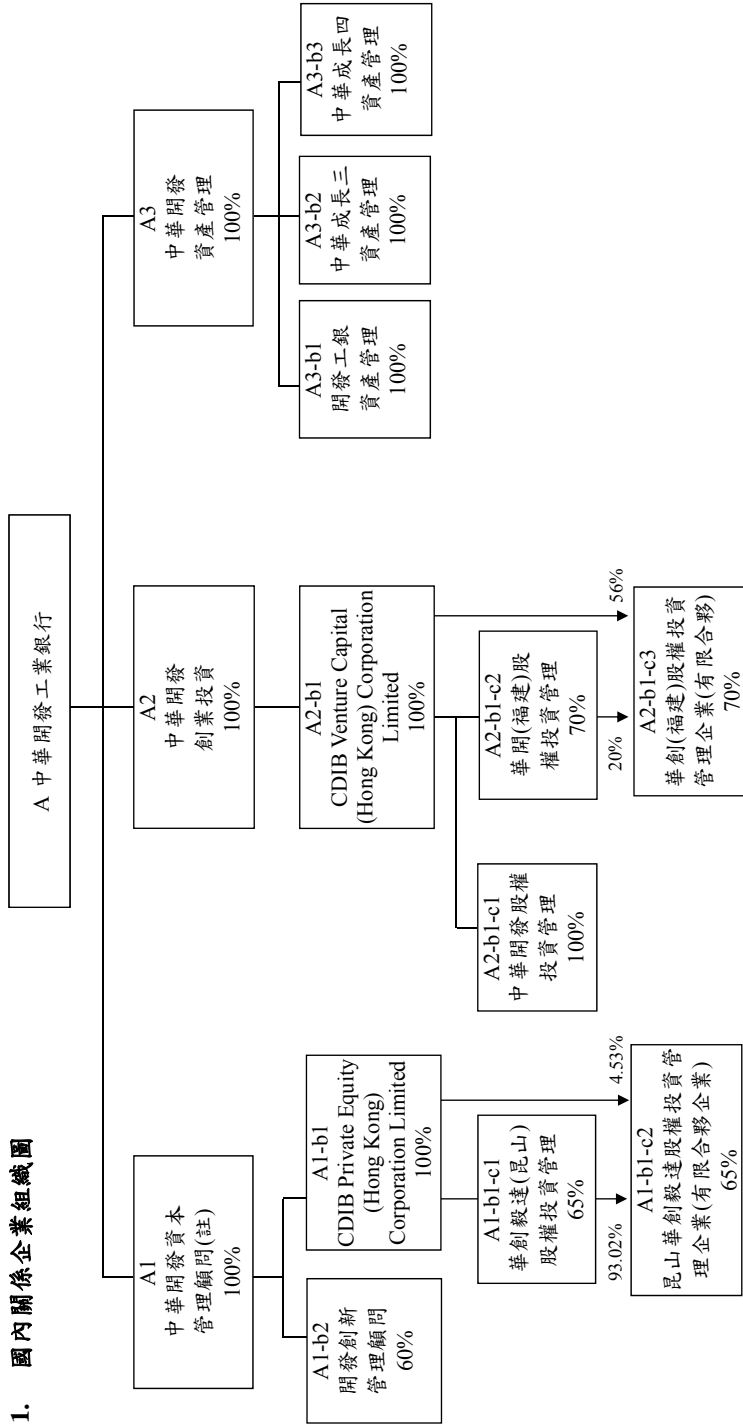 1. 國內關係企業組織圖
A 中華開發工業銀行
A1
中華開發資本
管理顧問(註)
100%
A2
中華開發
創業投資
100%
A3
中華開發
資產管理
100%
A1-b2
開發創新
管理顧問
60%
A1-b1
CDIB Private Equity
(Hong Kong)
Corporation Limited
100%
A2-b1
CDIB Venture Capital
(Hong Kong) Corporation
Limited
100%
A3-b1
開發工銀
資產管理
100%
A3-b2
中華成長三
資產管理
100%
A3-b3
中華成長四
資產管理
100%
A1-b1-c1
華創毅達(昆山)
股權投資管理
65%
A2-b1-c1
中華開發股權
投資管理
100%
A2-b1-c2
華開(福建)股
權投資管理
70%
93.02%
4.53%
20%
56%
A1-b1-c2
昆山華創毅達股權投資管
理企業(有限合夥企業)
65%
A2-b1-c3
華創(福建)股權投資
管理企業(有限合夥)
70%